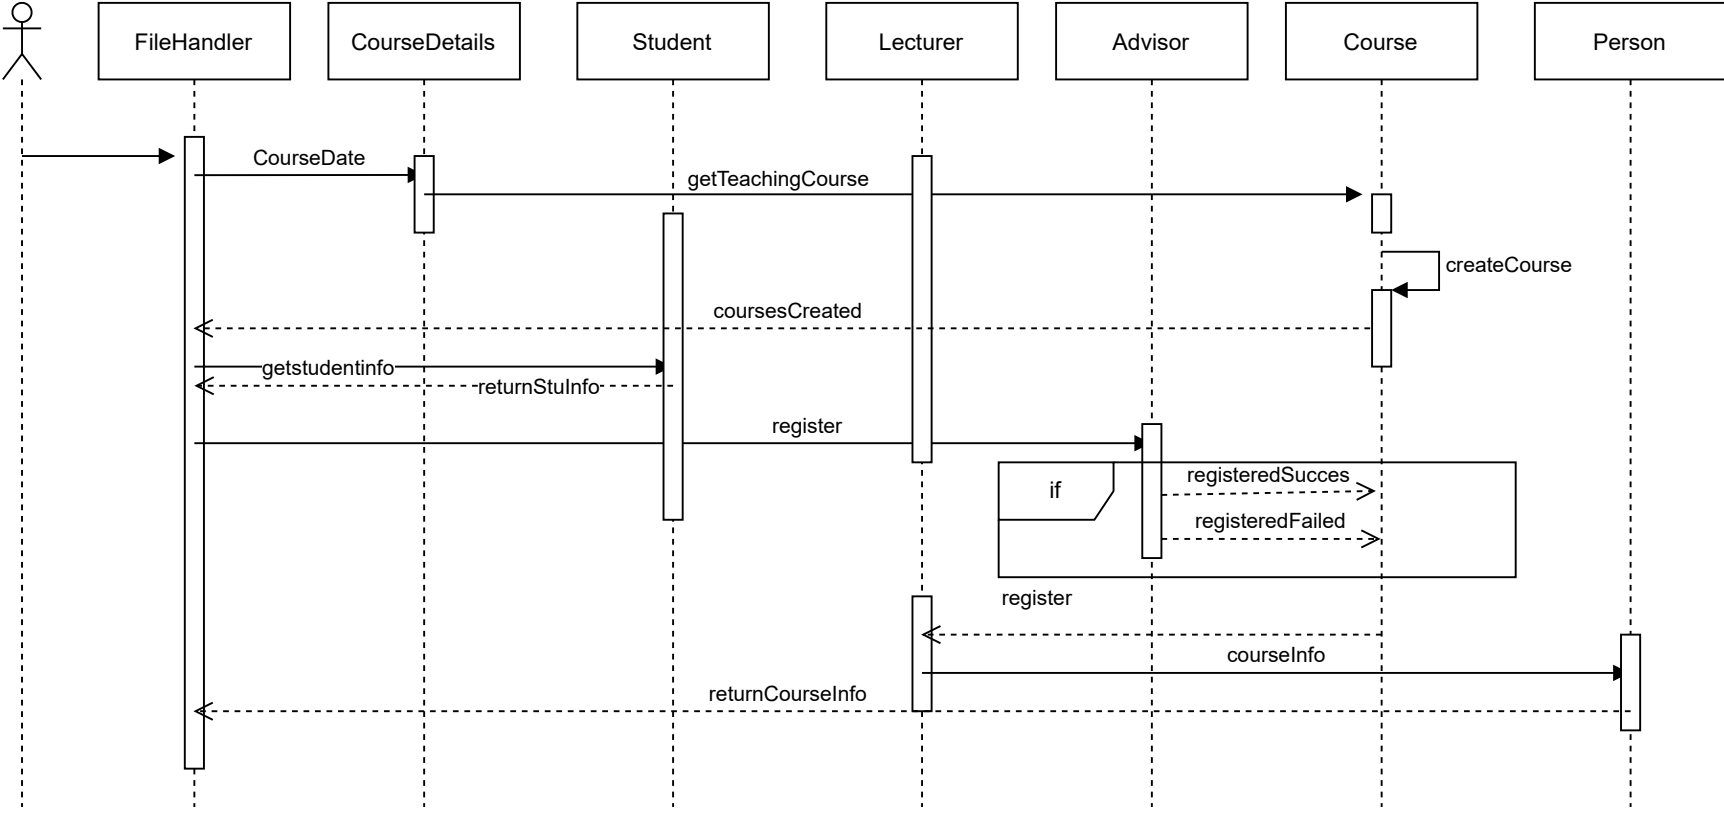 FileHandler
CourseDetails
Student
Lecturer
Advisor
Course
Person
CourseDate
getTeachingCourse
createCourse
coursesCreated
getstudentinfo
returnStuInfo
register
if
registeredSucces
registeredFailed
register
courseInfo
returnCourseInfo